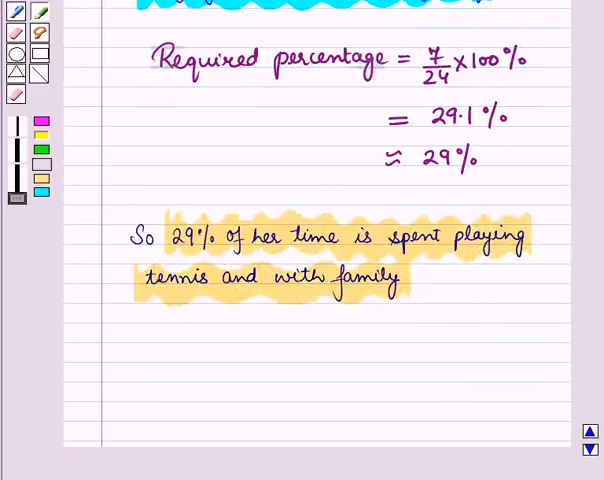 Required percentage = 7/24 × 100%
= 29.1%
≈ 29%
So 29% of her time is spent playing
tennis and with family